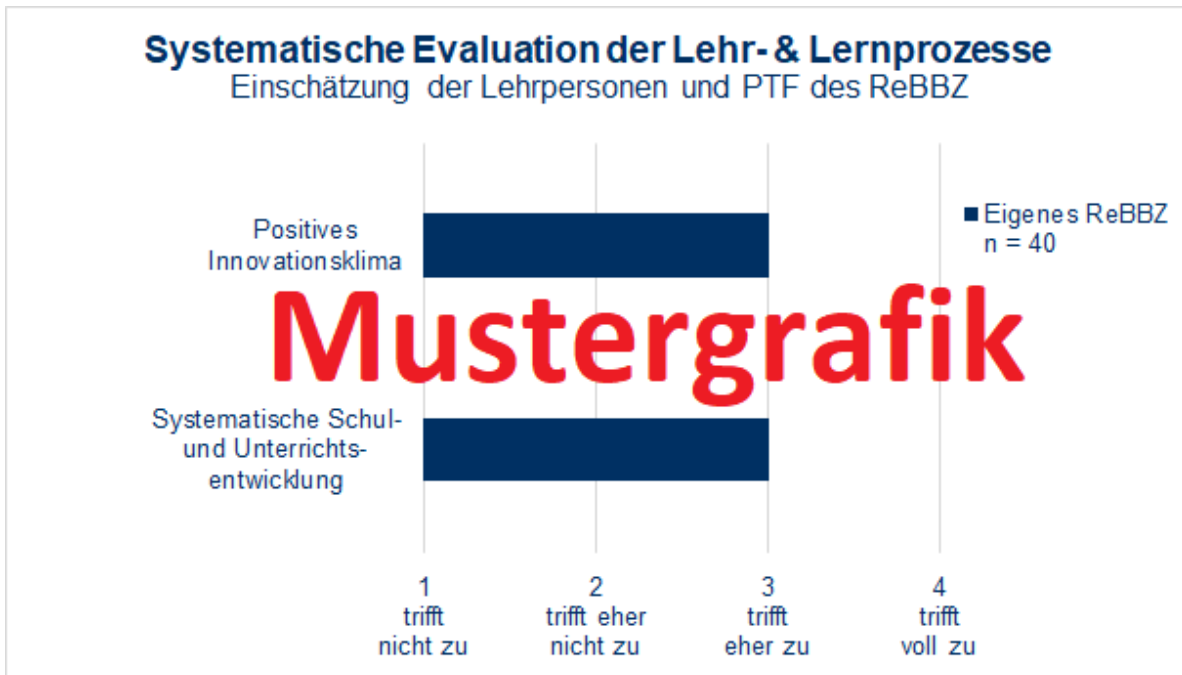 Systematische Evaluation der Lehr- & Lernprozesse
Einschätzung der Lehrpersonen und PTF des ReBBZ
Positives
Innovationsklima
Eigenes ReBBZ
n = 40
Mustergrafik
Systematische Schul-
und Unterrichts-
entwicklung
1
trifft
nicht zu
2
trifft eher
nicht zu
3
trifft
eher zu
4
trifft
voll zu